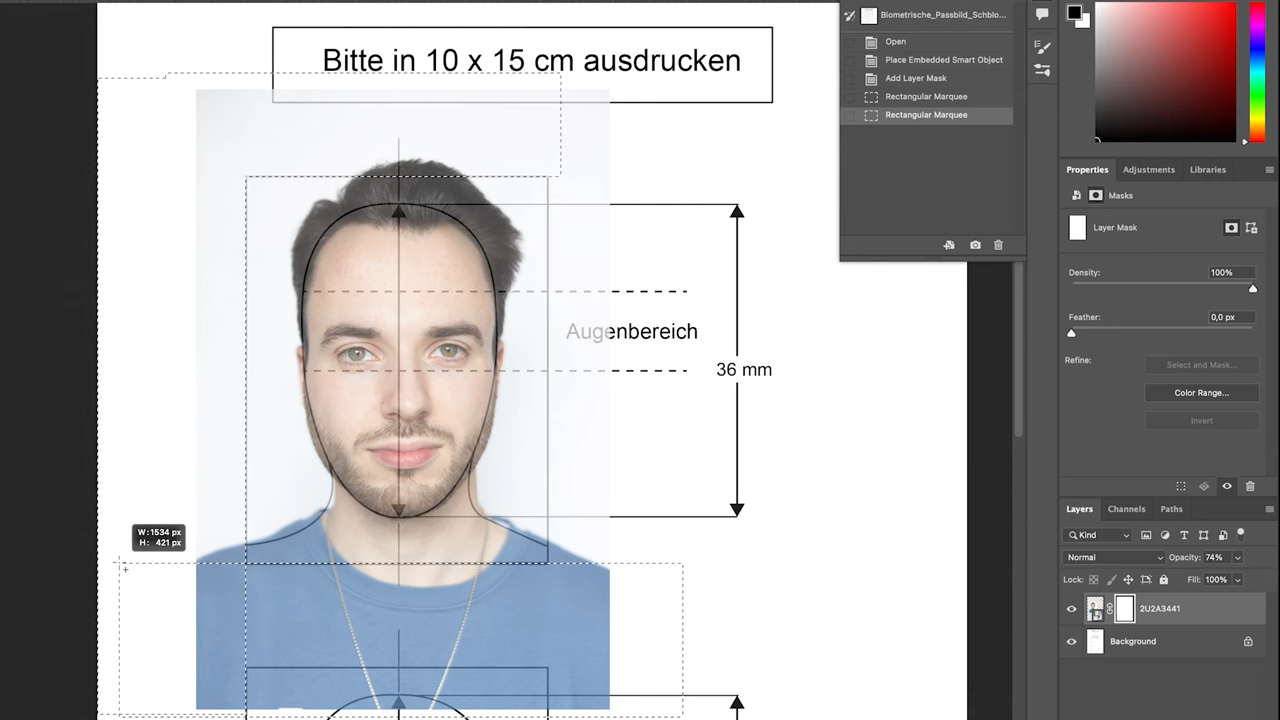 Bitte in 10 x 15 cm ausdrucken
Augenbereich
36 mm
W: 1534 px
H: 421 px
Biometrische_Passbild_Schblo...
Open
Place Embedded Smart Object
Add Layer Mask
Rectangular Marquee
Rectangular Marquee
Properties
Adjustments
Libraries
Masks
Layer Mask
Density:
100%
Feather:
0,0 px
Refine:
Select and Mask...
Color Range...
Invert
Layers
Channels
Paths
Kind
Normal
Opacity: 74%
Lock:
Fill: 100%
2U2A3441
Background